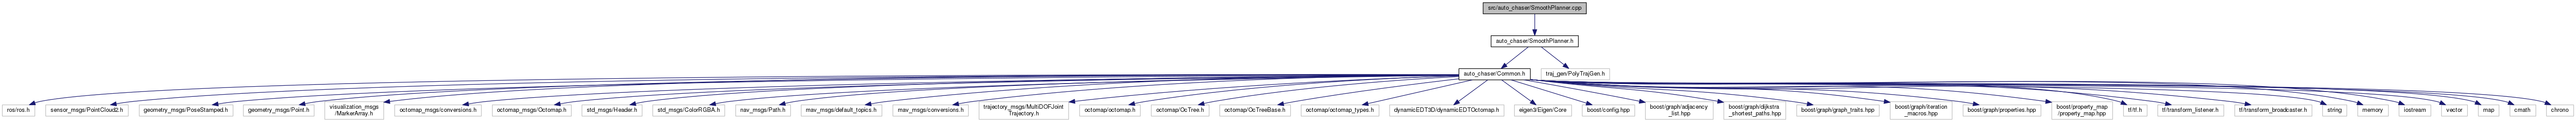 src/auto_chaser/SmoothPlanner.cpp
auto_chaser/SmoothPlanner.h
auto_chaser/Common.h
traj_gen/PolyTrajGen.h
ros/ros.h
sensor_msgs/PointCloud2.h
geometry_msgs/PoseStamped.h
geometry_msgs/Point.h
visualization_msgs
/MarkerArray.h
octomap_msgs/conversions.h
octomap_msgs/Octomap.h
std_msgs/Header.h
std_msgs/ColorRGBA.h
nav_msgs/Path.h
mav_msgs/default_topics.h
mav_msgs/conversions.h
trajectory_msgs/MultiDOFJoint
Trajectory.h
octomap/octomap.h
octomap/OcTree.h
octomap/OcTreeBase.h
octomap/octomap_types.h
dynamicEDT3D/dynamicEDTOctomap.h
eigen3/Eigen/Core
boost/config.hpp
boost/graph/adjacency
_list.hpp
boost/graph/dijkstra
_shortest_paths.hpp
boost/graph/graph_traits.hpp
boost/graph/iteration
_macros.hpp
boost/graph/properties.hpp
boost/property_map
/property_map.hpp
tf/tf.h
tf/transform_listener.h
tf/transform_broadcaster.h
string
memory
iostream
vector
map
cmath
chrono